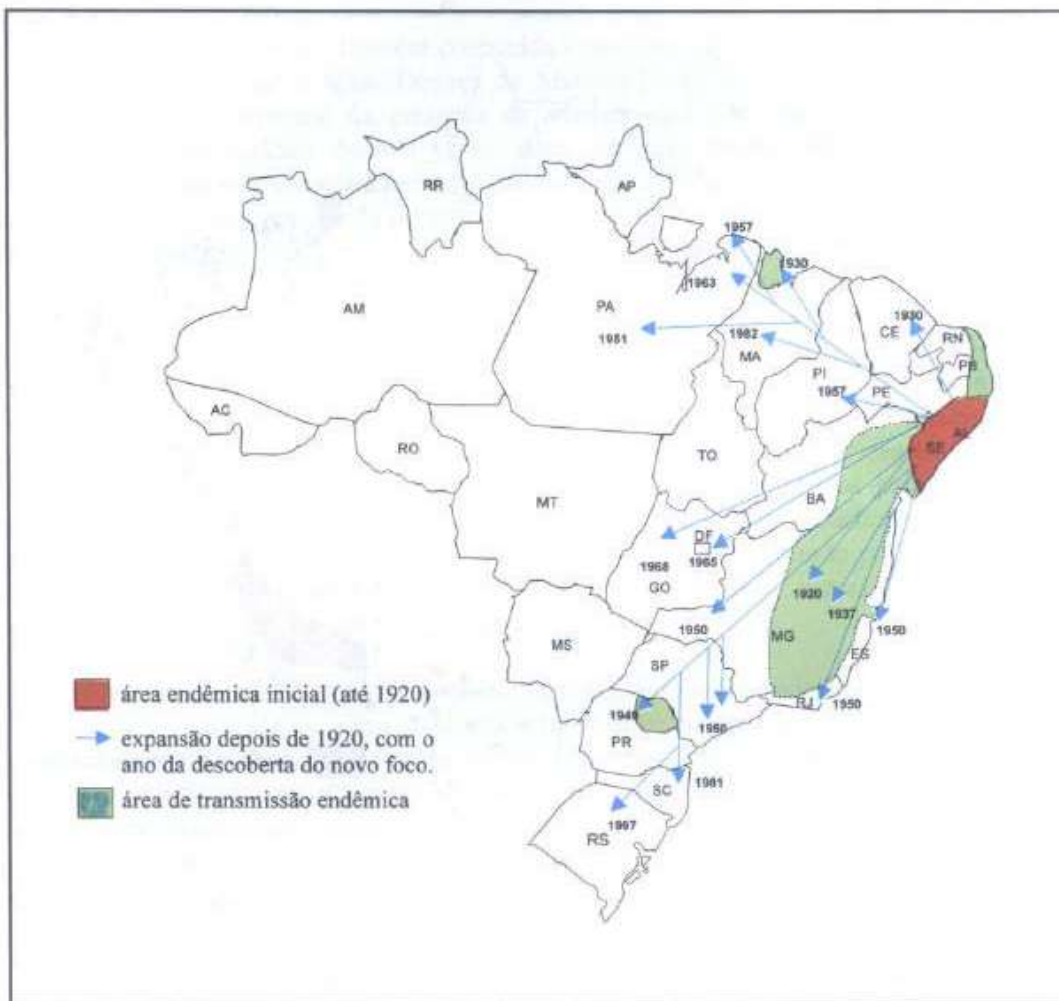 RR
AP
1957
1930
1963
AM
PA
CE
1930
1951
1982
MA
RN
PB
PI
1957
PE
AC
AL
SE
RO
TO
BA
MT
DF
1968
1965
GO
1920
1937
1950
MG
1950
MS
SP
ES
RJ
1950
1949
1950
PR
1981
SC
1997
RS
área endêmica inicial (até 1920)
expansão depois de 1920, com o
ano da descoberta do novo foco.
área de transmissão endêmica